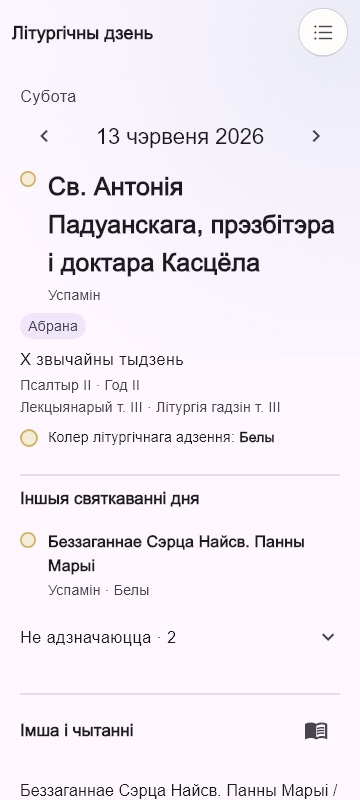 Літургічны дзень
Субота
13 чэрвеня 2026
Св. Антонія
Падуанскага, прэзбітэра
і доктара Касцёла
Успамін
Абрана
X звычайны тыдзень
Псалтыр II · Год II
Лекцыянарый т. III · Літургія гадзін т. III
Колер літургічнага адзення: Белы
Іншыя святкаванні дня
Беззаганнае Сэрца Найсв. Панны
Марыі
Успамін · Белы
Не адзначаюцца · 2
Імша і чытанні
Беззаганнае Сэрца Найсв. Панны Марыі /